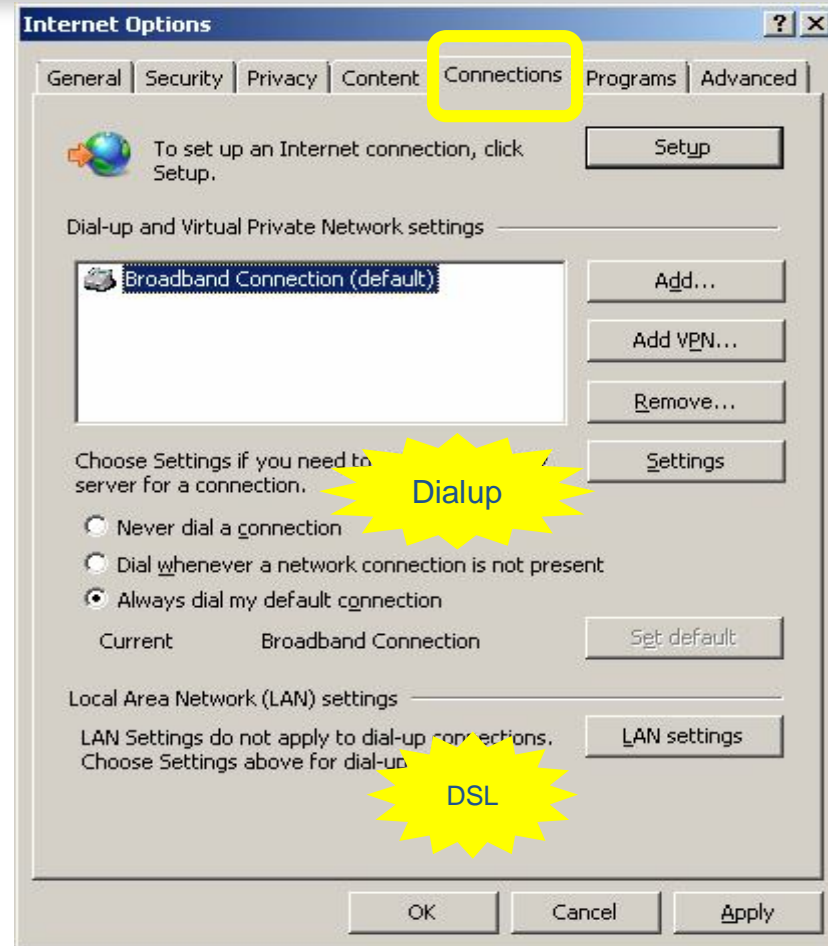 Internet Options
General Security Privacy Content Connections Programs Advanced
To set up an Internet connection, click
Setup.
Setup
Dial-up and Virtual Private Network settings
Broadband Connection (default)
Add...
Add VPN...
Remove...
Choose Settings if you need to
server for a connection.
Settings
Dialup
Never dial a connection
Dial whenever a network connection is not present
Always dial my default connection
Current Broadband Connection
Set default
Local Area Network (LAN) settings
LAN Settings do not apply to dial-up connections.
Choose Settings above for dial-up
LAN settings
DSL
OK Cancel Apply